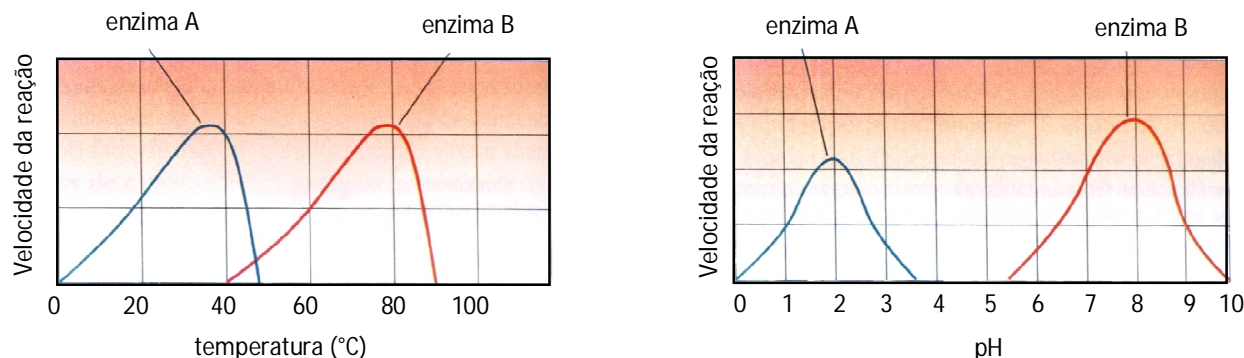 enzima A
enzima B
Velocidade da reação
0 20 40 60 80 100
temperatura (°C)
enzima A
enzima B
Velocidade da reação
0 1 2 3 4 5 6 7 8 9 10
pH